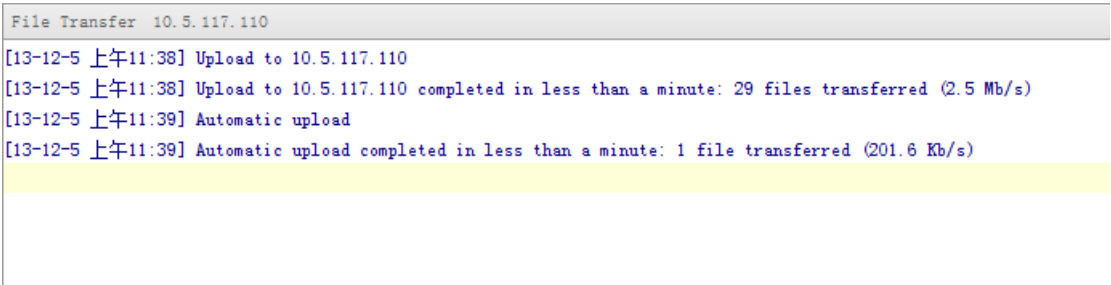 File Transfer 10.5.117.110
[13-12-5 上午11:38] Upload to 10.5.117.110
[13-12-5 上午11:38] Upload to 10.5.117.110 completed in less than a minute: 29 files transferred (2.5 Mb/s)
[13-12-5 上午11:39] Automatic upload
[13-12-5 上午11:39] Automatic upload completed in less than a minute: 1 file transferred (201.6 Kb/s)